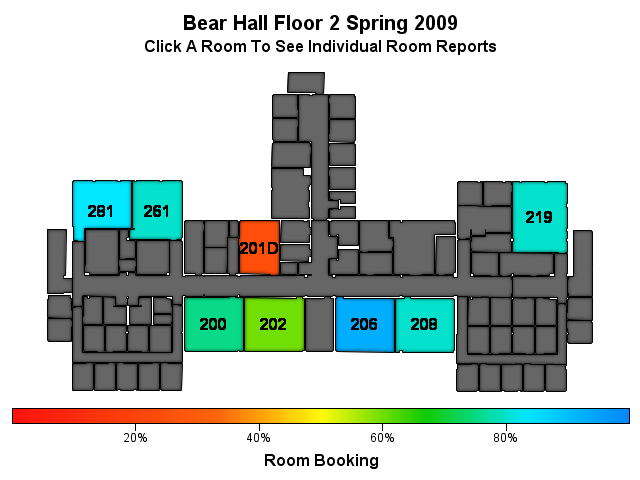 Bear Hall Floor 2 Spring 2009
Click A Room To See Individual Room Reports
281 261 219
201D
200 202 206 208
20% 40% 60% 80%
Room Booking